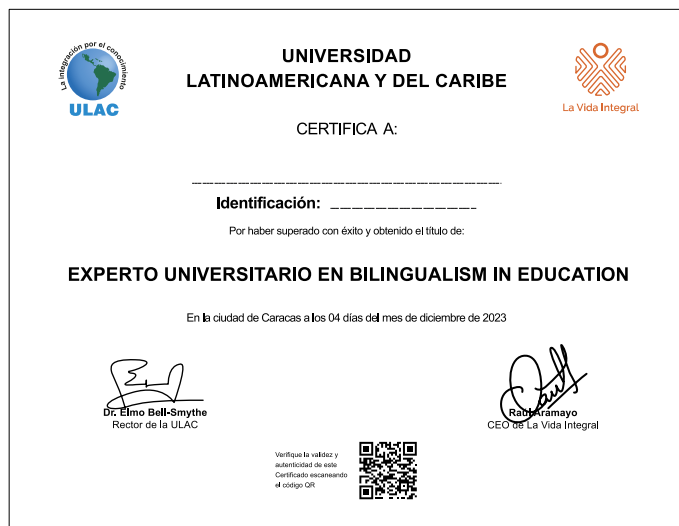 La integración por el conocimiento
ULAC
UNIVERSIDAD
LATINOAMERICANA Y DEL CARIBE
La Vida Integral
CERTIFICA A:
Identificación:
Por haber superado con éxito y obtenido el título de:
EXPERTO UNIVERSITARIO EN BILINGUALISM IN EDUCATION
En la ciudad de Caracas a los 04 días del mes de diciembre de 2023
Dr. Elmo Bell-Smythe
Rector de la ULAC
Raúl Aramayo
CEO de La Vida Integral
Verifique la validez y
autenticidad de este
Certificado escaneando
el código QR